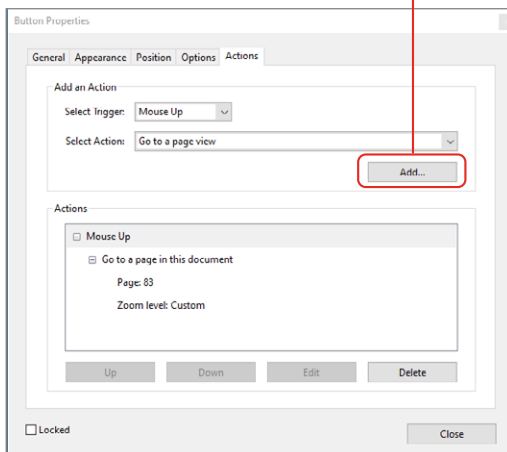 Button Properties
General Appearance Position Options Actions
Add an Action
Select Trigger: Mouse Up
Select Action: Go to a page view
Add...
Actions
Mouse Up
Go to a page in this document
Page: 83
Zoom level: Custom
Up Down Edit Delete
Locked
Close